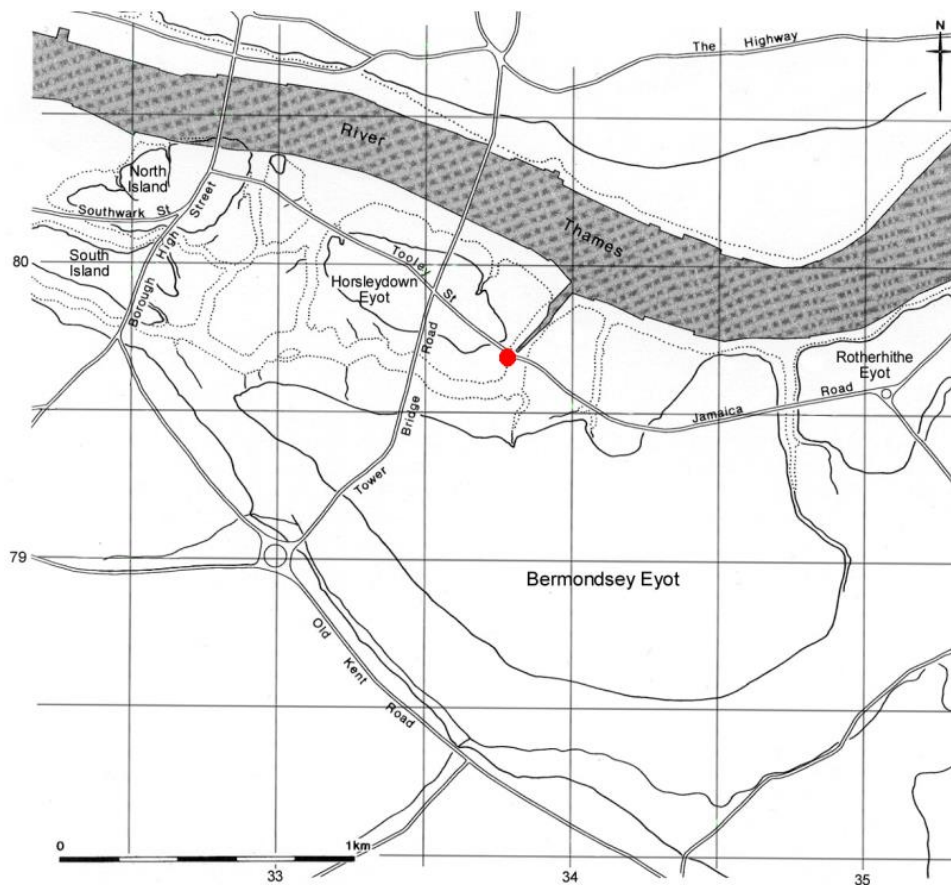 N
The Highway
River
North
Island
Southwark St
Borough High Street
Thames
80
South
Island
Tooley St
Horsleydown
Eyot
Rotherhithe
Eyot
Jamaica Road
Tower Bridge Road
79
Bermondsey Eyot
Old Kent Road
0
1km
33
34
35